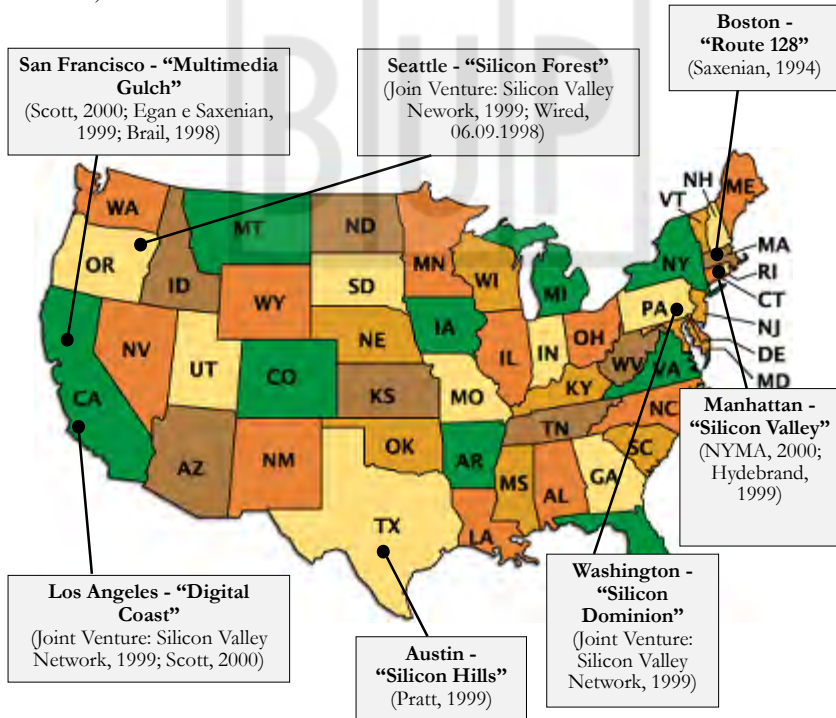 Boston -
“Route 128”
(Saxenian, 1994)
San Francisco - “Multimedia
Gulch”
(Scott, 2000; Egan e Saxenian,
1999; Brail, 1998)
Seattle - “Silicon Forest”
(Join Venture: Silicon Valley
Nework, 1999; Wired,
06.09.1998)
BUP
WA
MT
ND
MN
OR
ID
WY
SD
WI
MI
NY
VT
NH
ME
MA
RI
CT
NJ
DE
MD
PA
NV
UT
CO
NE
IA
IL
IN
OH
WV
VA
CA
KS
MO
KY
NC
AZ
NM
OK
AR
TN
SC
TX
LA
MS
AL
GA
Manhattan -
“Silicon Valley”
(NYMA, 2000;
Hydebrand,
1999)
Los Angeles - “Digital
Coast”
(Joint Venture: Silicon Valley
Network, 1999; Scott, 2000)
Austin -
“Silicon Hills”
(Pratt, 1999)
Washington -
“Silicon
Dominion”
(Joint Venture:
Silicon Valley
Network, 1999)